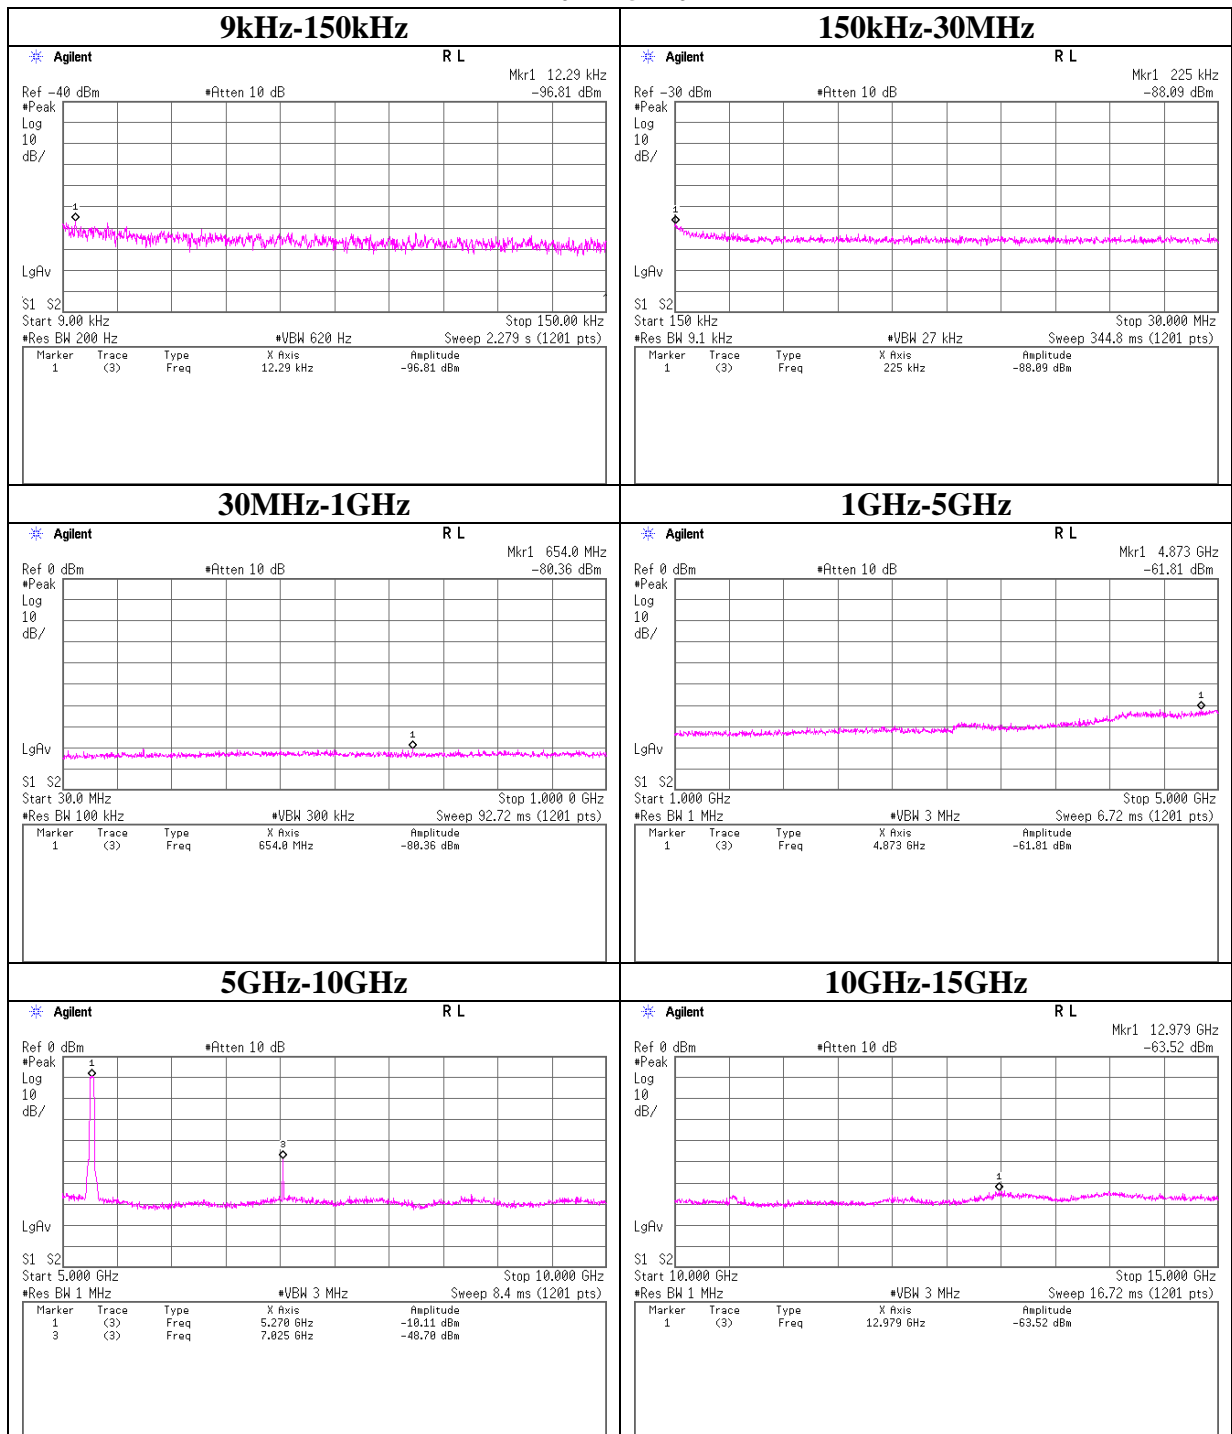 9kHz-150kHz
Agilent R L
Mkr1 12.29 kHz
Ref -40 dBm #Atten 10 dB -96.81 dBm
#Peak
Log
10
dB/
1
LgAv
S1 S2
Start 9.00 kHz Stop 150.00 kHz
#Res BW 200 Hz #VBW 620 Hz Sweep 2.279 s (1201 pts)
Marker Trace Type X Axis Amplitude
1 (3) Freq 12.29 kHz -96.81 dBm
150kHz-30MHz
Agilent R L
Mkr1 225 kHz
Ref -30 dBm #Atten 10 dB -88.09 dBm
#Peak
Log
10
dB/
1
LgAv
S1 S2
Start 150 kHz Stop 30.000 MHz
#Res BW 9.1 kHz #VBW 27 kHz Sweep 344.8 ms (1201 pts)
Marker Trace Type X Axis Amplitude
1 (3) Freq 225 kHz -88.09 dBm
30MHz-1GHz
Agilent R L
Mkr1 654.0 MHz
Ref 0 dBm #Atten 10 dB -80.36 dBm
#Peak
Log
10
dB/
1
LgAv
S1 S2
Start 30.0 MHz Stop 1.000 0 GHz
#Res BW 100 kHz #VBW 300 kHz Sweep 92.72 ms (1201 pts)
Marker Trace Type X Axis Amplitude
1 (3) Freq 654.0 MHz -80.36 dBm
1GHz-5GHz
Agilent R L
Mkr1 4.873 GHz
Ref 0 dBm #Atten 10 dB -61.81 dBm
#Peak
Log
10
dB/
1
LgAv
S1 S2
Start 1.000 GHz Stop 5.000 GHz
#Res BW 1 MHz #VBW 3 MHz Sweep 6.72 ms (1201 pts)
Marker Trace Type X Axis Amplitude
1 (3) Freq 4.873 GHz -61.81 dBm
5GHz-10GHz
Agilent R L
Ref 0 dBm #Atten 10 dB
#Peak
Log
10
dB/
1
3
LgAv
S1 S2
Start 5.000 GHz Stop 10.000 GHz
#Res BW 1 MHz #VBW 3 MHz Sweep 8.4 ms (1201 pts)
Marker Trace Type X Axis Amplitude
1 (3) Freq 5.270 GHz -10.11 dBm
3 (3) Freq 7.025 GHz -48.70 dBm
10GHz-15GHz
Agilent R L
Mkr1 12.979 GHz
Ref 0 dBm #Atten 10 dB -63.52 dBm
#Peak
Log
10
dB/
1
LgAv
S1 S2
Start 10.000 GHz Stop 15.000 GHz
#Res BW 1 MHz #VBW 3 MHz Sweep 16.72 ms (1201 pts)
Marker Trace Type X Axis Amplitude
1 (3) Freq 12.979 GHz -63.52 dBm